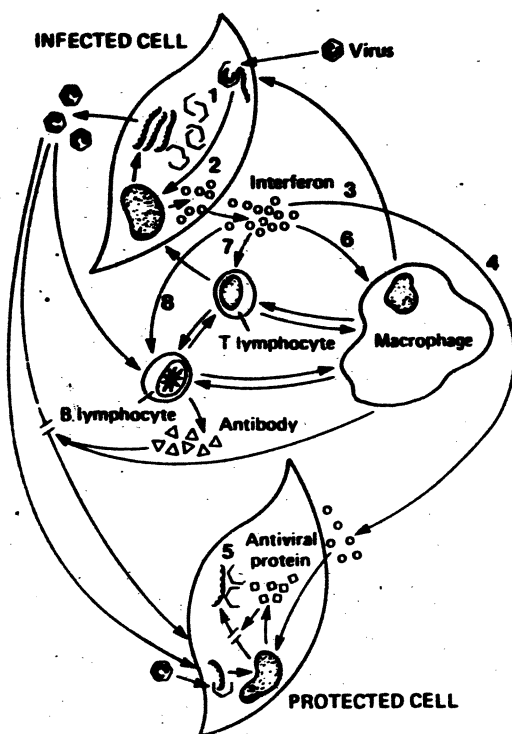 INFECTED CELL
Virus
1
2
Interferon
3
4
7
6
8
T lymphocyte
Macrophage
B. lymphocyte
Antibody
5
Antiviral
protein
PROTECTED CELL